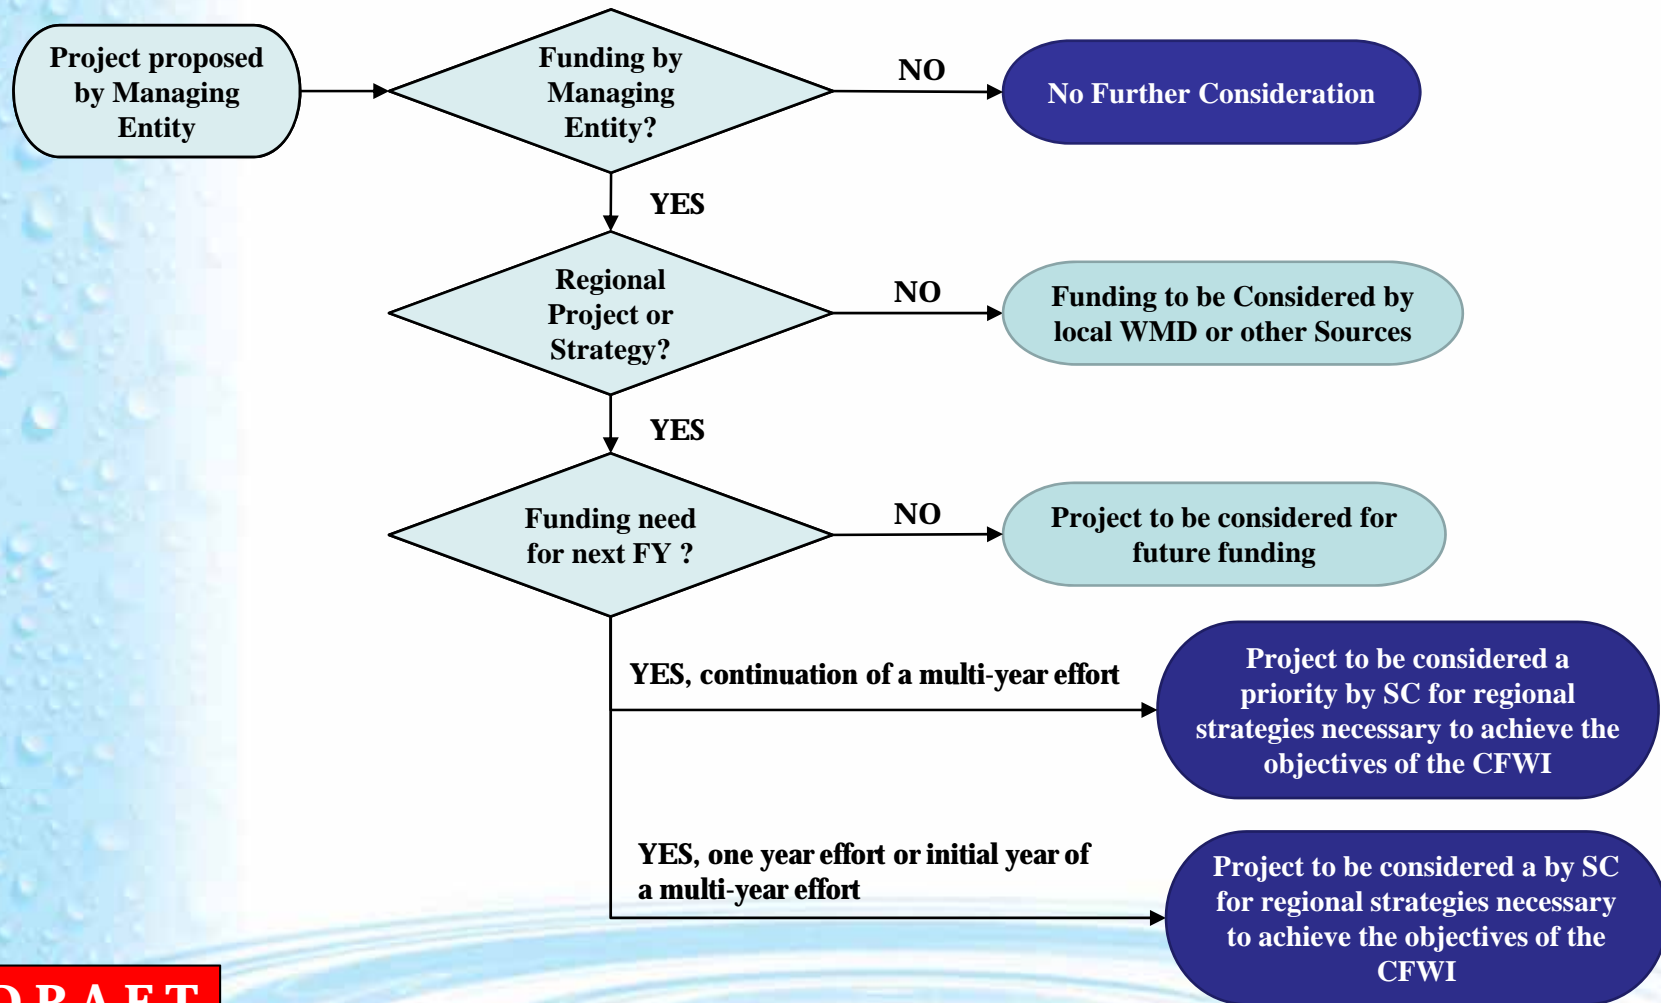 Project proposed
by Managing
Entity
Funding by
Managing
Entity?
NO
No Further Consideration
YES
Regional
Project or
Strategy?
NO
Funding to be Considered by
local WMD or other Sources
YES
Funding need
for next FY ?
NO
Project to be considered for
future funding
YES, continuation of a multi-year effort
Project to be considered a
priority by SC for regional
strategies necessary to achieve the
objectives of the CFWI
YES, one year effort or initial year of
a multi-year effort
Project to be considered a by SC
for regional strategies necessary
to achieve the objectives of the
CFWI
DRAFT